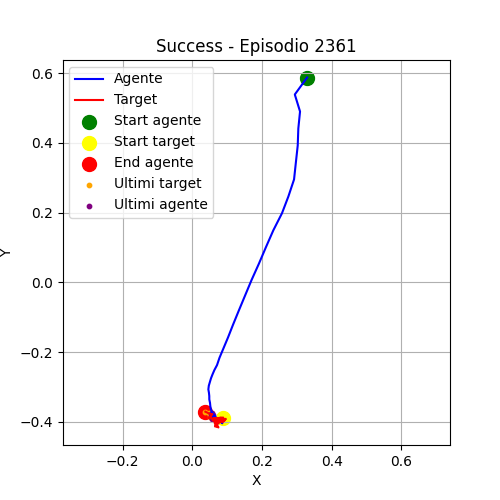 Success - Episodio 2361
Agente
Target
Start agente
Start target
End agente
Ultimi target
Ultimi agente
0.6
0.4
0.2
0.0
−0.2
−0.4
Y
−0.2
0.0
0.2
0.4
0.6
X